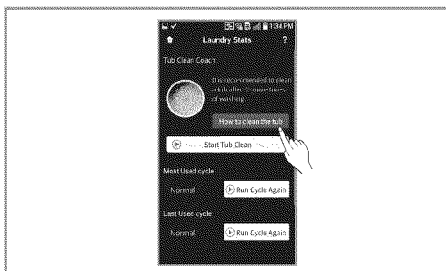 1:34 PM
Laundry Stats ?
Tub Clean Coach
It is recommended to clean
of washing.
How to clean the tub
Start Tub Clean
Most Used cycle
Normal Run Cycle Again
Last Used cycle
Normal Run Cycle Again